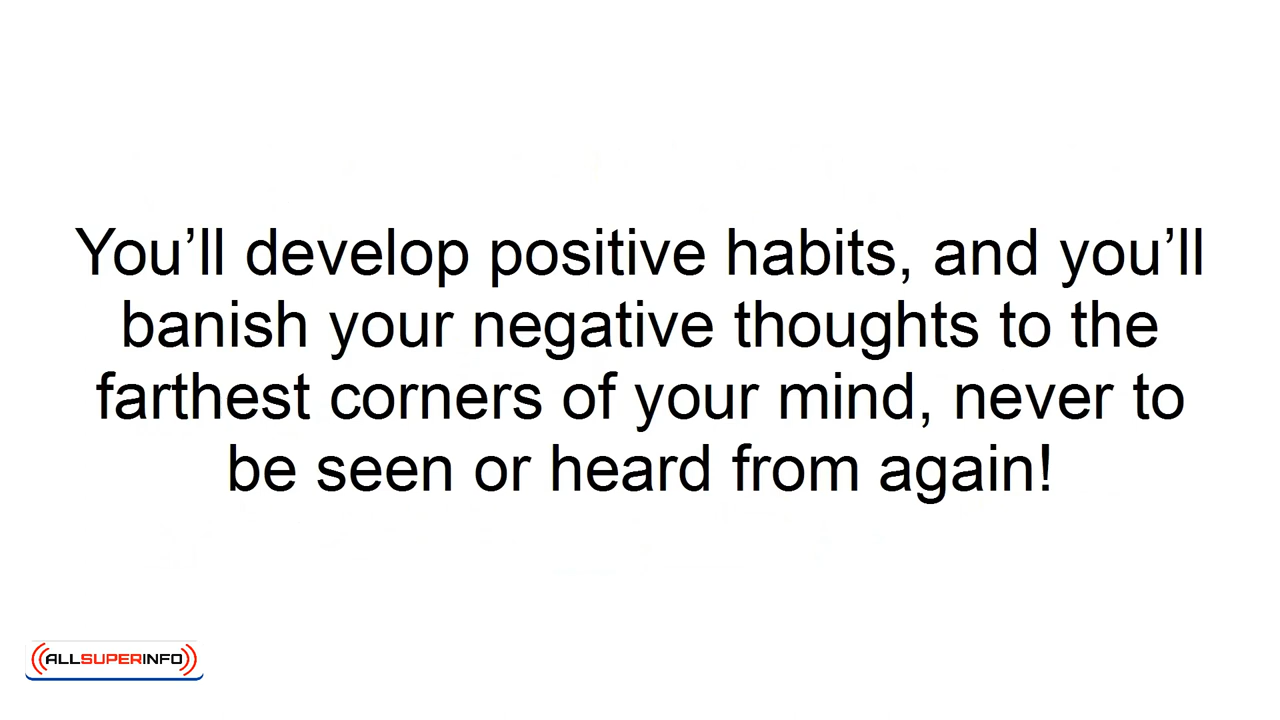 You’ll develop positive habits, and you’ll
banish your negative thoughts to the
farthest corners of your mind, never to
be seen or heard from again!
ALLSUPERINFO